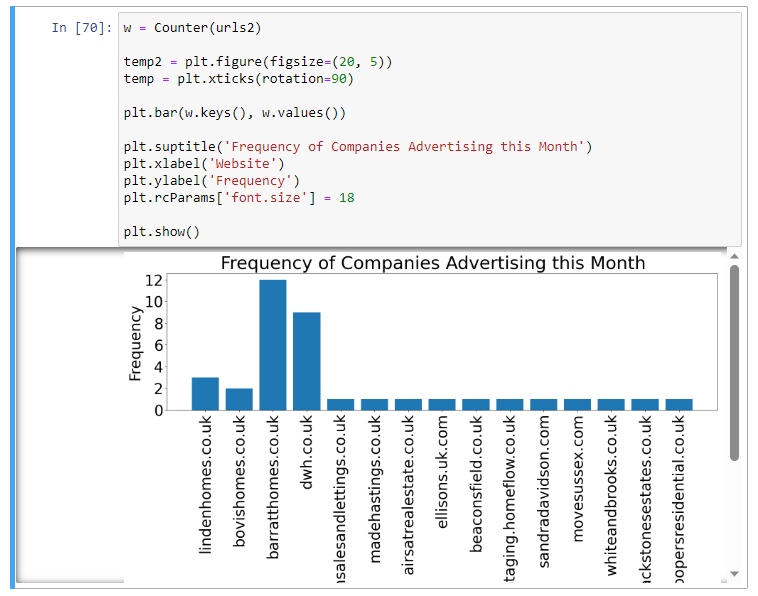 In [70]:
w = Counter(urls2)
temp2 = plt.figure(figsize=(20, 5))
temp = plt.xticks(rotation=90)
plt.bar(w.keys(), w.values())
plt.suptitle('Frequency of Companies Advertising this Month')
plt.xlabel('Website')
plt.ylabel('Frequency')
plt.rcParams['font.size'] = 18
plt.show()
Frequency of Companies Advertising this Month
Frequency
12
10
8
6
4
2
0
lindenhomes.co.uk
bovishomes.co.uk
barratthomes.co.uk
dwh.co.uk
nsalesandlettings.co.uk
madehastings.co.uk
airsatrealestate.co.uk
ellisons.uk.com
beaconsfield.co.uk
taging.homeflow.co.uk
sandradavidson.com
movesussex.com
whiteandbrooks.co.uk
ackstonesestates.co.uk
oopersresidential.co.uk